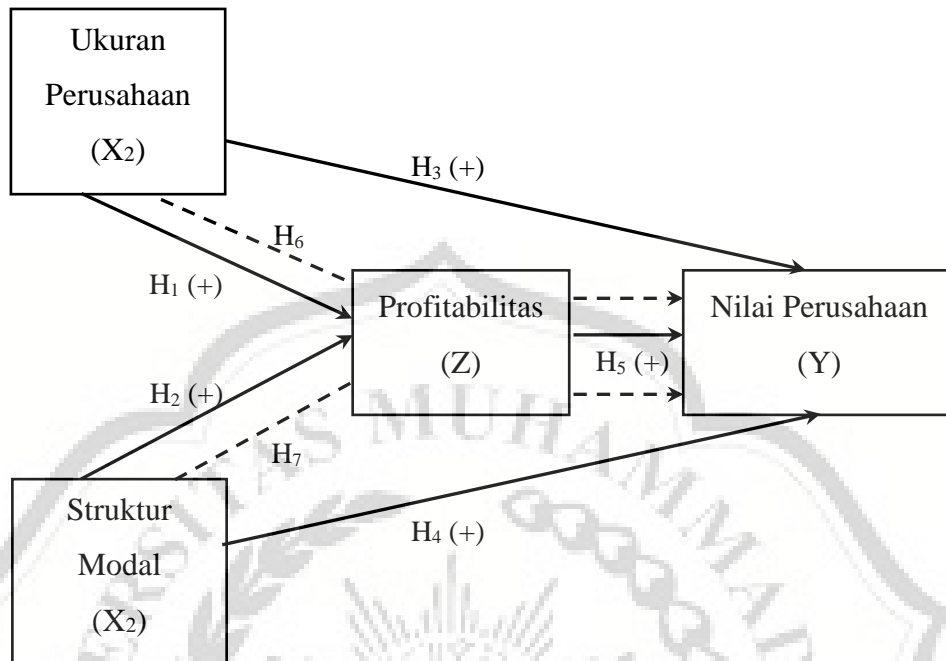 Ukuran
Perusahaan
(X₂)
H₃ (+)
H₆
H₁ (+)
Profitabilitas
(Z)
Nilai Perusahaan
(Y)
H₅ (+)
H₂ (+)
H₇
H₄ (+)
Struktur
Modal
(X₂)